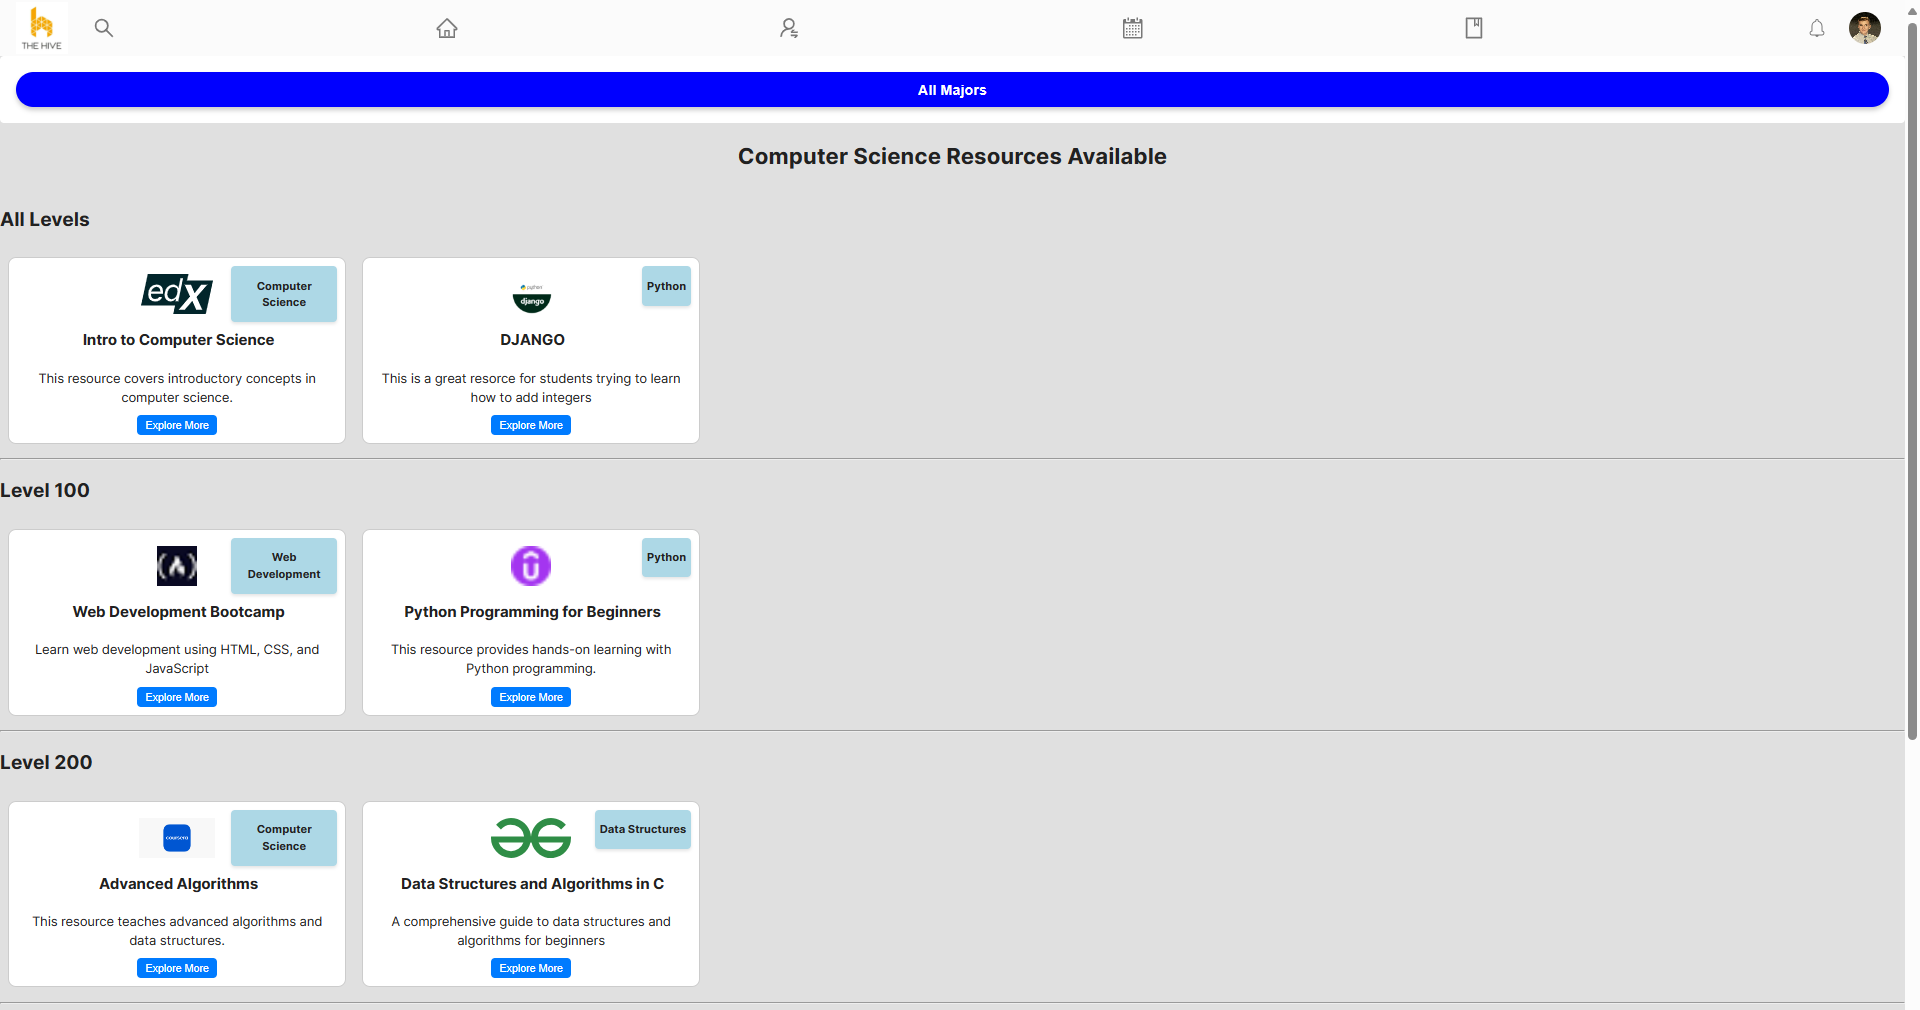 THE HIVE
All Majors
Computer Science Resources Available
All Levels
edX
Computer
Science
Intro to Computer Science
This resource covers introductory concepts in
computer science.
Explore More
python
django
Python
DJANGO
This is a great resorce for students trying to learn
how to add integers
Explore More
Level 100
Web
Development
Web Development Bootcamp
Learn web development using HTML, CSS, and
JavaScript
Explore More
Python
Python Programming for Beginners
This resource provides hands-on learning with
Python programming.
Explore More
Level 200
coursera
Computer
Science
Advanced Algorithms
This resource teaches advanced algorithms and
data structures.
Explore More
Data Structures
Data Structures and Algorithms in C
A comprehensive guide to data structures and
algorithms for beginners
Explore More